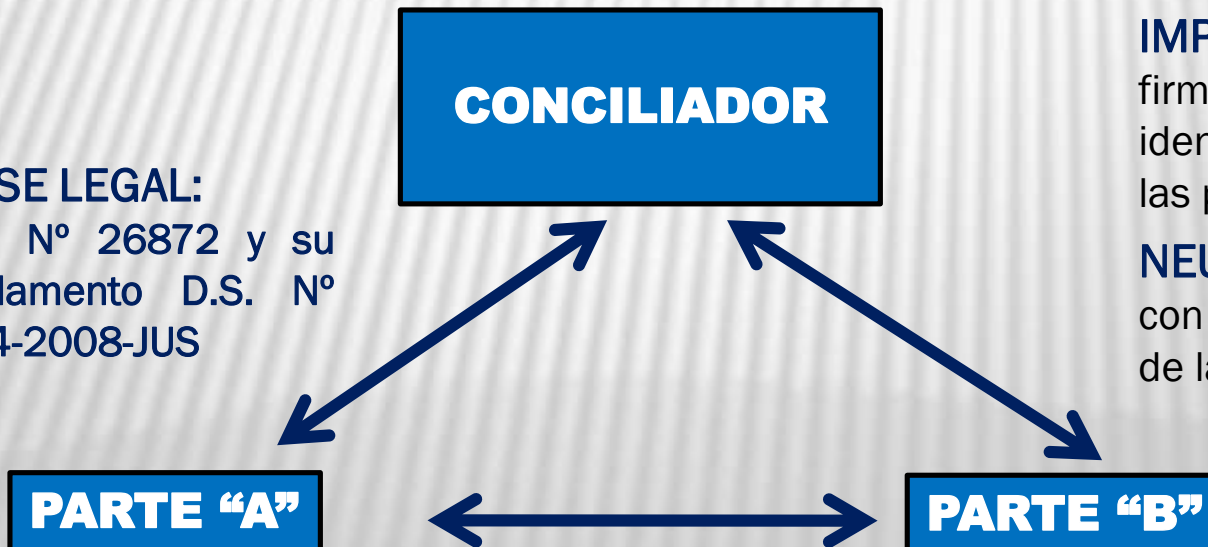 CONCILIADOR
SE LEGAL:
Nº 26872 y su
lamento D.S. Nº
4-2008-JUS
IMP
firm
iden
las p
NEU
con
de la
PARTE “A”
PARTE “B”